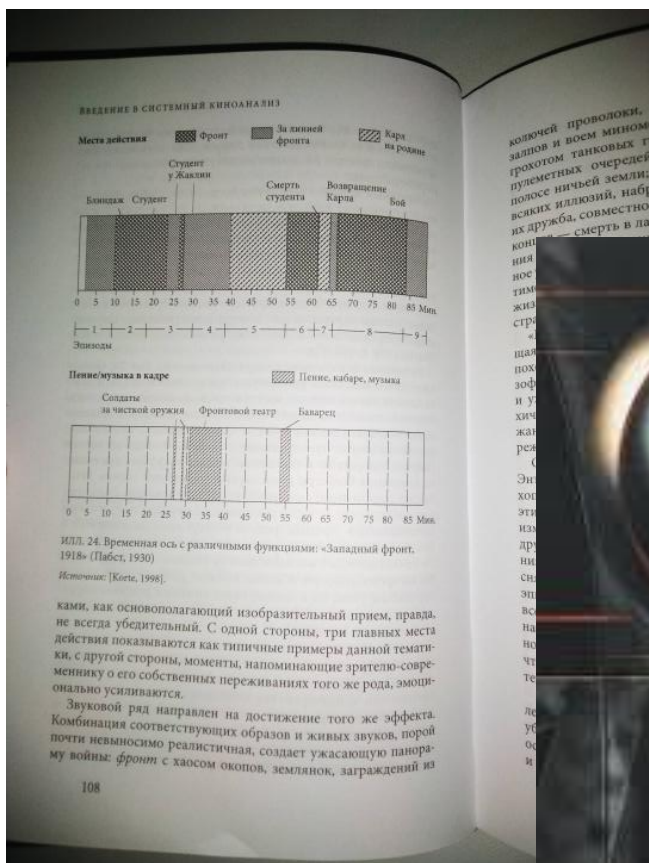 ВВЕДЕНИЕ В СИСТЕМНЫЙ КИНОАНАЛИЗ
Места действия Фронт За линией фронта Карл на родине
Студент у Жаклин
Блиндаж Студент Смерть студента Возвращение Карла Бой
0 5 10 15 20 25 30 35 40 45 50 55 60 65 70 75 80 85 Мин.
1 2 3 4 5 6 7 8 9
Эпизоды
Пение/музыка в кадре Пение, кабаре, музыка
Солдаты за чисткой оружия Фронтовой театр Баварец
0 5 10 15 20 25 30 35 40 45 50 55 60 65 70 75 80 85 Мин.
ИЛЛ. 24. Временная ось с различными функциями: «Западный фронт,
1918» (Пабст, 1930)
Источник: [Korte, 1998].
ками, как основополагающий изобразительный прием, правда,
не всегда убедительный. С одной стороны, три главных места
действия показываются как типичные примеры данной темати-
ки, с другой стороны, моменты, напоминающие зрителю-совре-
меннику о его собственных переживаниях того же рода, эмоци-
онально усиливаются.
Звуковой ряд направлен на достижение того же эффекта.
Комбинация соответствующих образов и живых звуков, порой
почти невыносимо реалистичная, создает ужасающую панора-
му войны: фронт с хаосом окопов, землянок, заграждений из
108
колючей проволоки,
залпов и воем
грохотом танковых
пулеметных очередей
полосе ничьей земли;
всяких иллюзий,
их дружба,
смерть в